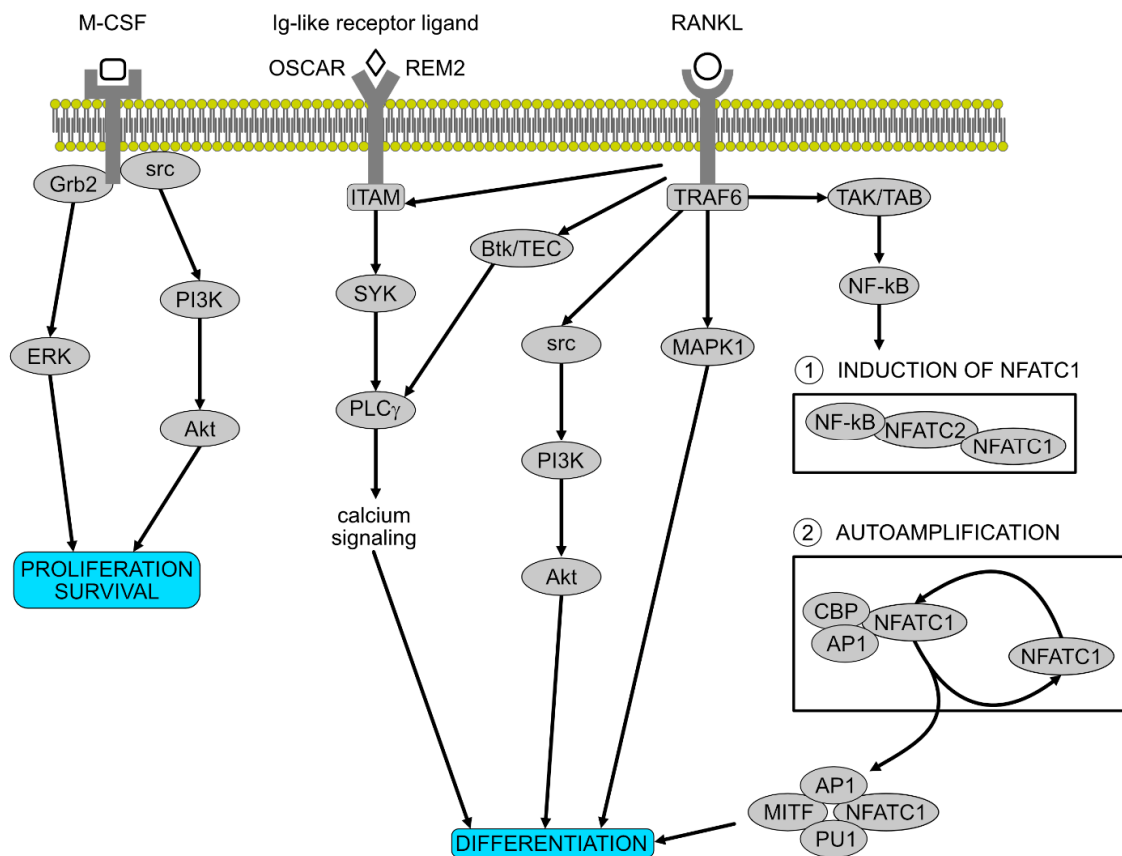 M-CSF
Ig-like receptor ligand
RANKL
OSCAR
REM2
Grb2
src
ITAM
TRAF6
TAK/TAB
Btk/TEC
PI3K
SYK
NF-kB
ERK
src
MAPK1
① INDUCTION OF NFATC1
PLCγ
Akt
NF-kB
NFATC2
NFATC1
PI3K
calcium
signaling
② AUTOAMPLIFICATION
PROLIFERATION
SURVIVAL
Akt
CBP
NFATC1
AP1
NFATC1
AP1
MITF
NFATC1
PU1
DIFFERENTIATION